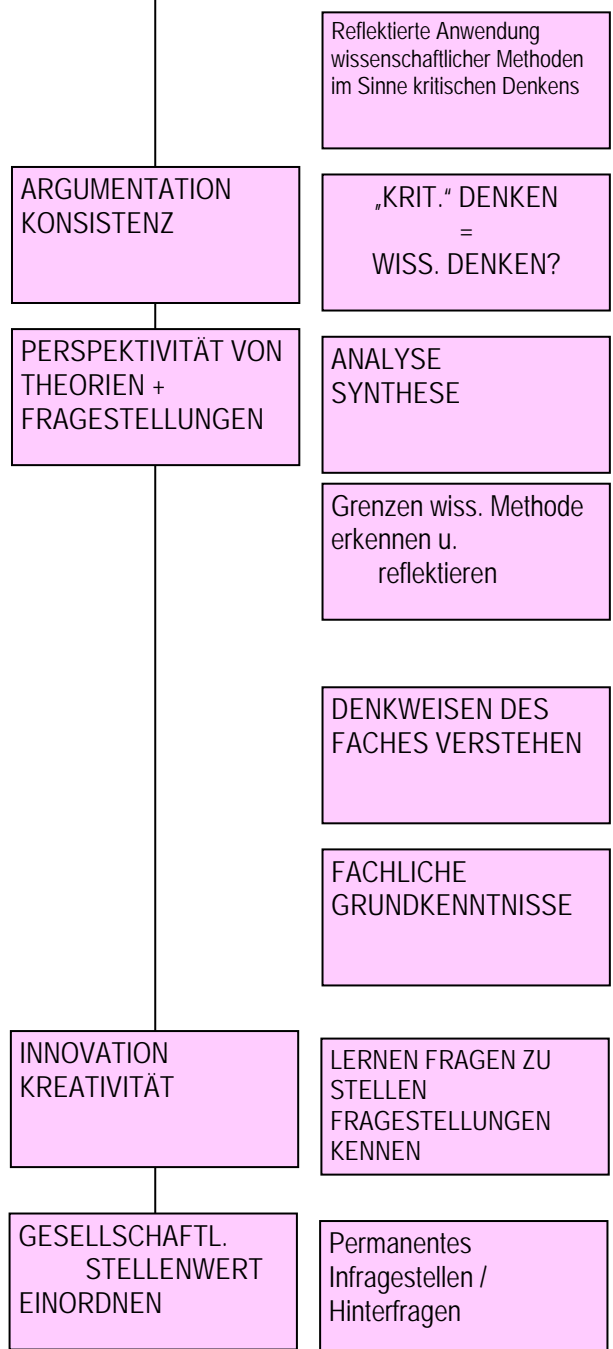 Reflektierte Anwendung
wissenschaftlicher Methoden
im Sinne kritischen Denkens
ARGUMENTATION
KONSISTENZ
„KRIT.“ DENKEN
=
WISS. DENKEN?
PERSPEKTIVITÄT VON
THEORIEN +
FRAGESTELLUNGEN
ANALYSE
SYNTHESE
Grenzen wiss. Methode
erkennen u.
reflektieren
DENKWEISEN DES
FACHES VERSTEHEN
FACHLICHE
GRUNDKENNTNISSE
INNOVATION
KREATIVITÄT
LERNEN FRAGEN ZU
STELLEN
FRAGESTELLUNGEN
KENNEN
GESELLSCHAFTL.
STELLENWERT
EINORDNEN
Permanentes
Infragestellen /
Hinterfragen